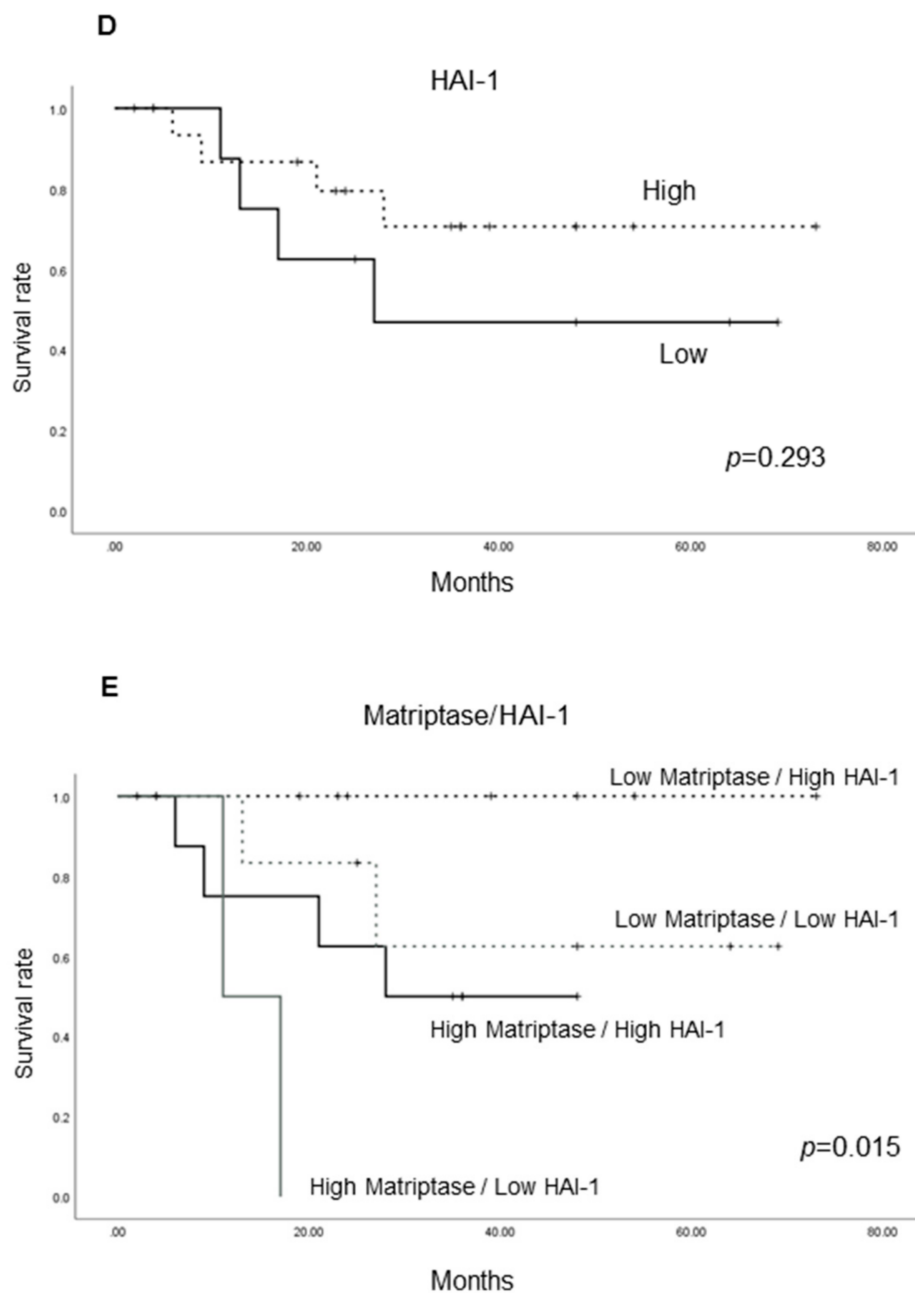 D
HAI-1
1.0
0.8
0.6
0.4
0.2
0.0
Survival rate
High
Low
p=0.293
.00 20.00 40.00 60.00 80.00
Months
E
Matriptase/HAI-1
Low Matriptase / High HAI-1
1.0
0.8
0.6
0.4
0.2
0.0
Survival rate
Low Matriptase / Low HAI-1
High Matriptase / High HAI-1
p=0.015
High Matriptase / Low HAI-1
.00 20.00 40.00 60.00 80.00
Months